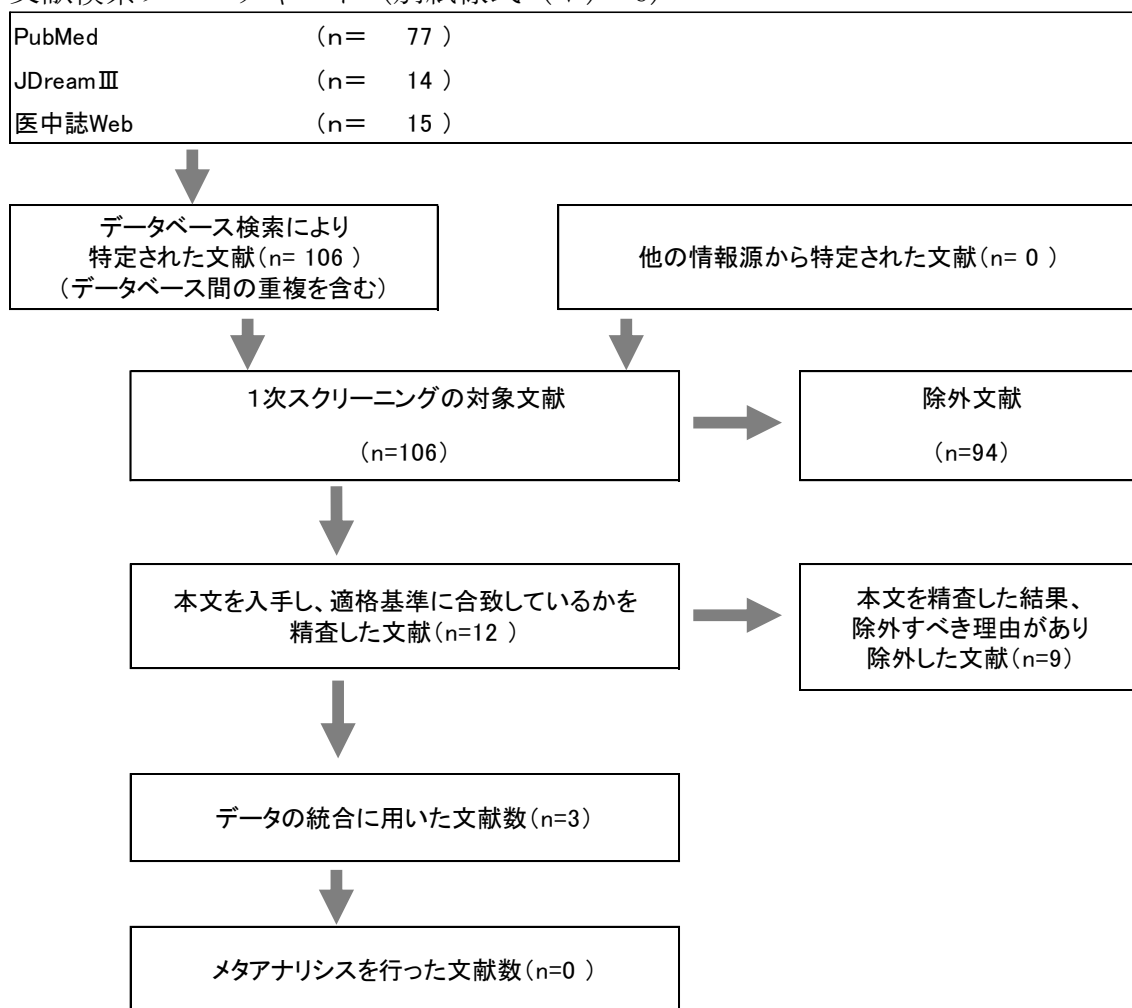 PubMed (n= 77 )
JDreamⅢ (n= 14 )
医中誌Web (n= 15 )
データベース検索により
特定された文献(n= 106 )
(データベース間の重複を含む)
他の情報源から特定された文献(n= 0 )
1次スクリーニングの対象文献
(n=106)
除外文献
(n=94)
本文を入手し、適格基準に合致しているかを
精査した文献(n=12 )
本文を精査した結果、
除外すべき理由があり
除外した文献(n=9)
データの統合に用いた文献数(n=3)
メタアナリシスを行った文献数(n=0 )